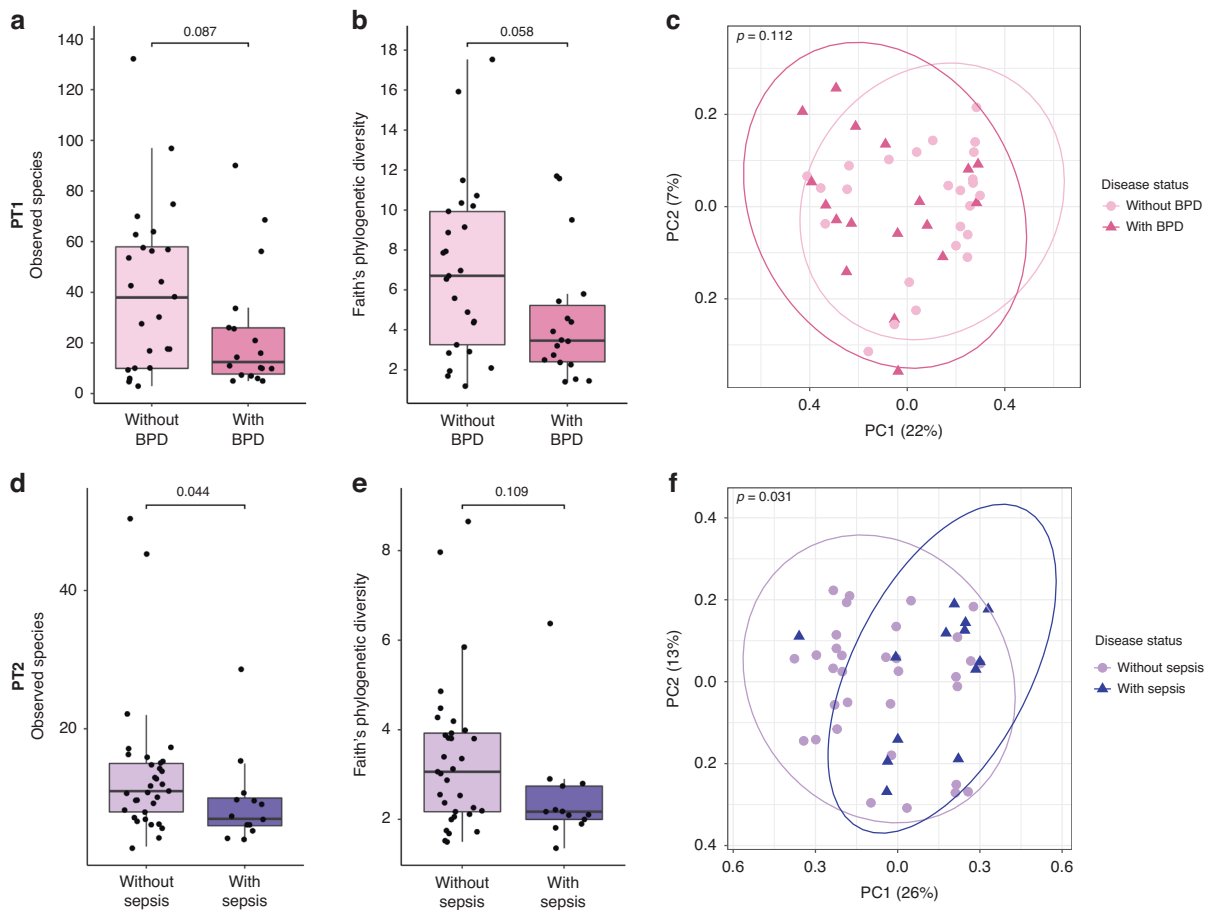 a
0.087
140
120
100
80
60
40
20
0
PT1
Observed species
Without
BPD
With
BPD
b
0.058
18
16
14
12
10
8
6
4
2
Faith's phylogenetic diversity
Without
BPD
With
BPD
c
p = 0.112
0.2
0.0
0.2
PC2 (7%)
0.4
0.0
0.4
PC1 (22%)
Disease status
Without BPD
With BPD
d
0.044
40
20
PT2
Observed species
Without
sepsis
With
sepsis
e
0.109
8
6
4
2
Faith's phylogenetic diversity
Without
sepsis
With
sepsis
f
p = 0.031
0.4
0.2
0.0
0.2
0.4
PC2 (13%)
0.6
0.3
0.0
0.3
0.6
PC1 (26%)
Disease status
Without sepsis
With sepsis